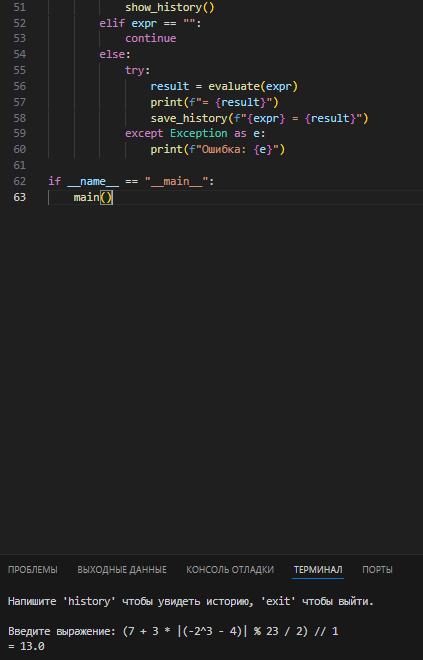 51 show_history()
52 elif expr == "":
53 continue
54 else:
55 try:
56 result = evaluate(expr)
57 print(f"= {result}")
58 save_history(f"{expr} = {result}")
59 except Exception as e:
60 print(f"Ошибка: {e}")
61
62 if __name__ == "__main__":
63 main()
ПРОБЛЕМЫ ВЫХОДНЫЕ ДАННЫЕ КОНСОЛЬ ОТЛАДКИ ТЕРМИНАЛ ПОРТЫ
Напишите 'history' чтобы увидеть историю, 'exit' чтобы выйти.
Введите выражение: (7 + 3 * |(-2^3 - 4)| % 23 / 2) // 1
= 13.0